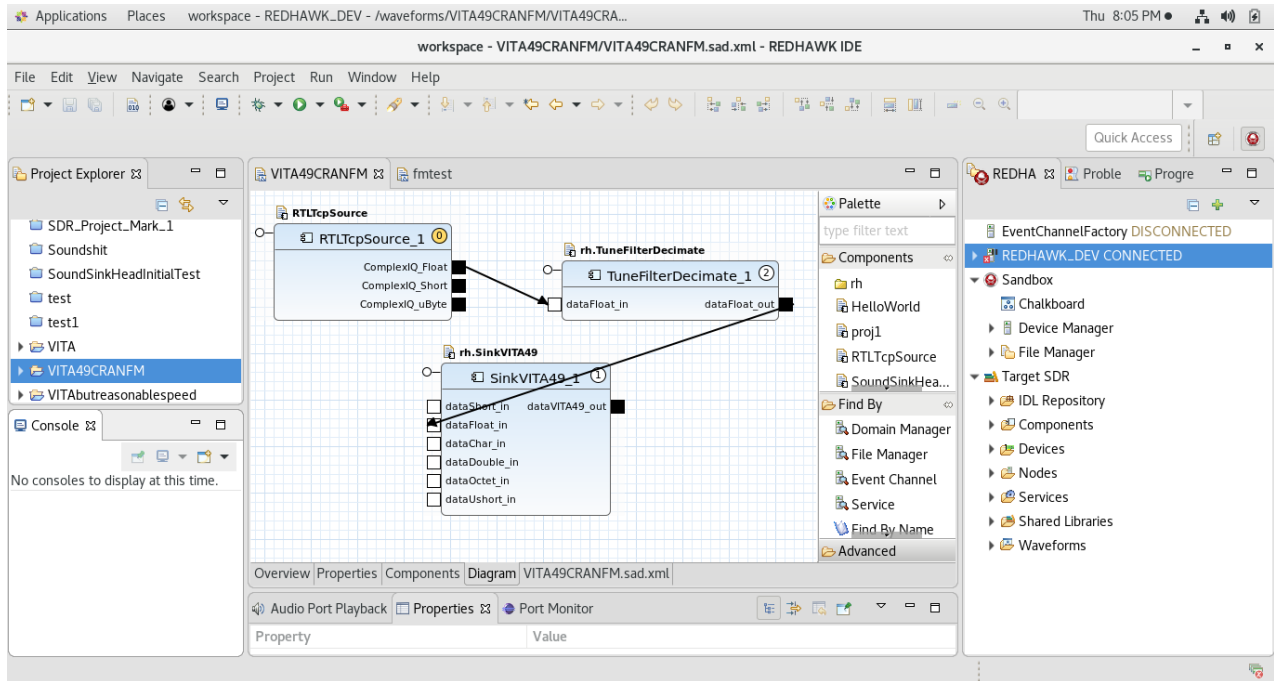 Applications Places workspace - REDHAWK_DEV - /waveforms/VITA49CRANFM/VITA49CRA... Thu 8:05 PM
workspace - VITA49CRANFM/VITA49CRANFM.sad.xml - REDHAWK IDE
File Edit View Navigate Search Project Run Window Help
Quick Access
Project Explorer
SDR_Project_Mark_1
Soundshit
SoundSinkHeadInitialTest
test
test1
VITA
VITA49CRANFM
VITAbutreasonablespeed
Console
No consoles to display at this time.
VITA49CRANFM fmtest
RTLTcpSource
RTLTcpSource_1 0
ComplexIQ_Float
ComplexIQ_Short
ComplexIQ_uByte
rh.TuneFilterDecimate
TuneFilterDecimate_1 2
dataFloat_in dataFloat_out
rh.SinkVITA49
SinkVITA49_1 1
dataShort_in dataVITA49_out
dataFloat_in
dataChar_in
dataDouble_in
dataOctet_in
dataUshort_in
Palette
type filter text
Components
rh
HelloWorld
proj1
RTLTcpSource
SoundSinkHea...
Find By
Domain Manager
File Manager
Event Channel
Service
Find By Name
Advanced
Overview Properties Components Diagram VITA49CRANFM.sad.xml
Audio Port Playback Properties Port Monitor
Property Value
REDHA Proble Progre
EventChannelFactory DISCONNECTED
REDHAWK_DEV CONNECTED
Sandbox
Chalkboard
Device Manager
File Manager
Target SDR
IDL Repository
Components
Devices
Nodes
Services
Shared Libraries
Waveforms